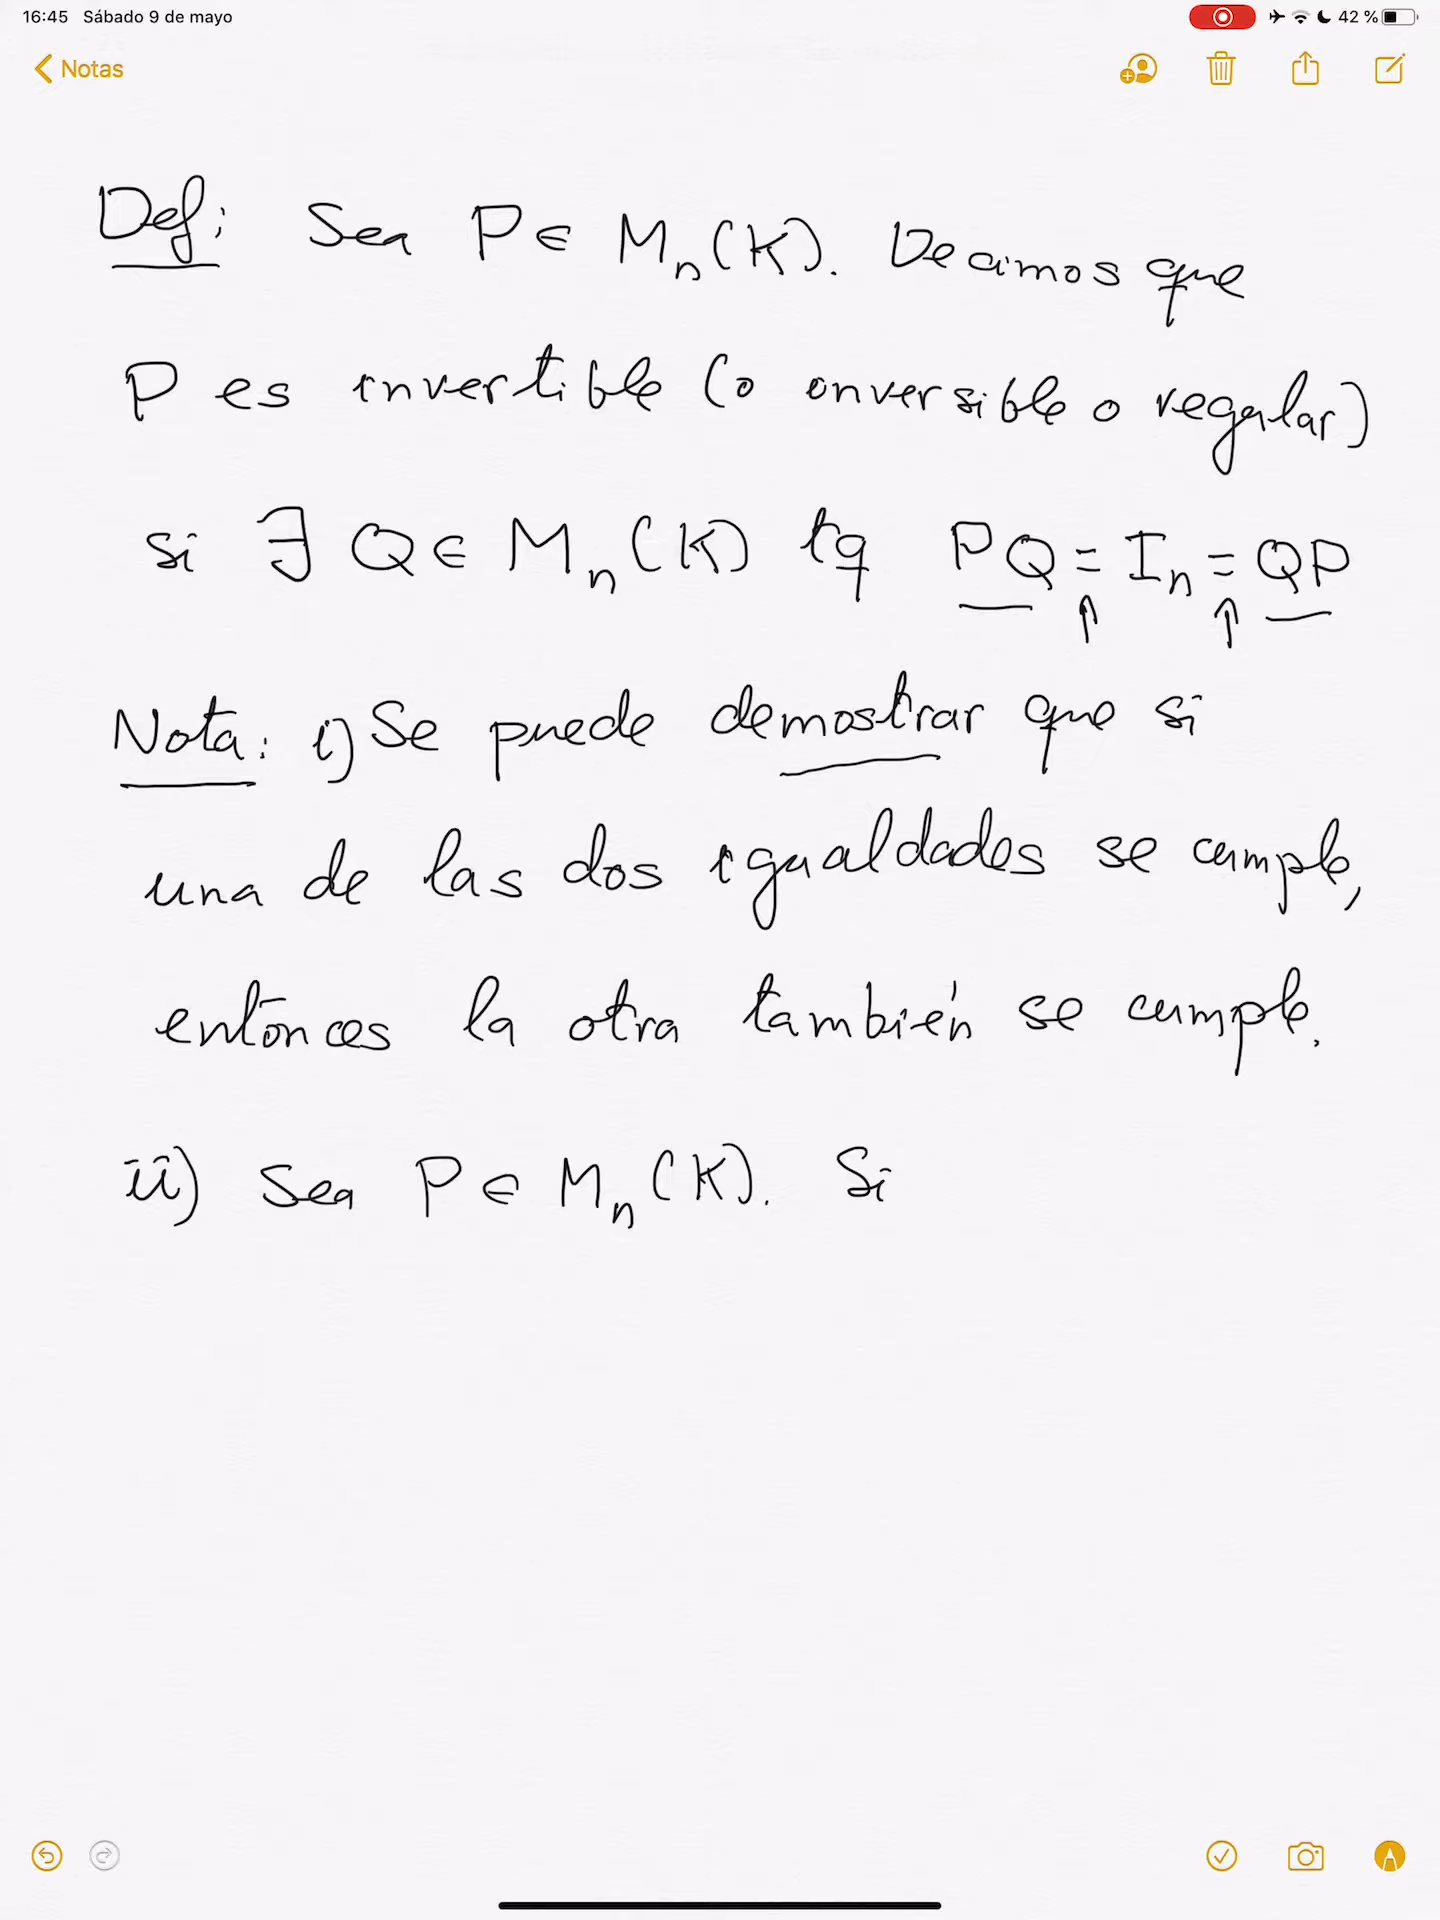 16:45 Sábado 9 de mayo 42 %
Notas
Def: Sea P ∈ Mn(K). Decimos que
P es invertible (o inversible o regular)
si ∃ Q ∈ Mn(K) tq PQ = In = QP
↑ ↑
Nota: i) Se puede demostrar que si
una de las dos igualdades se cumple,
entonces la otra también se cumple.
ii) Sea P ∈ Mn(K). Si